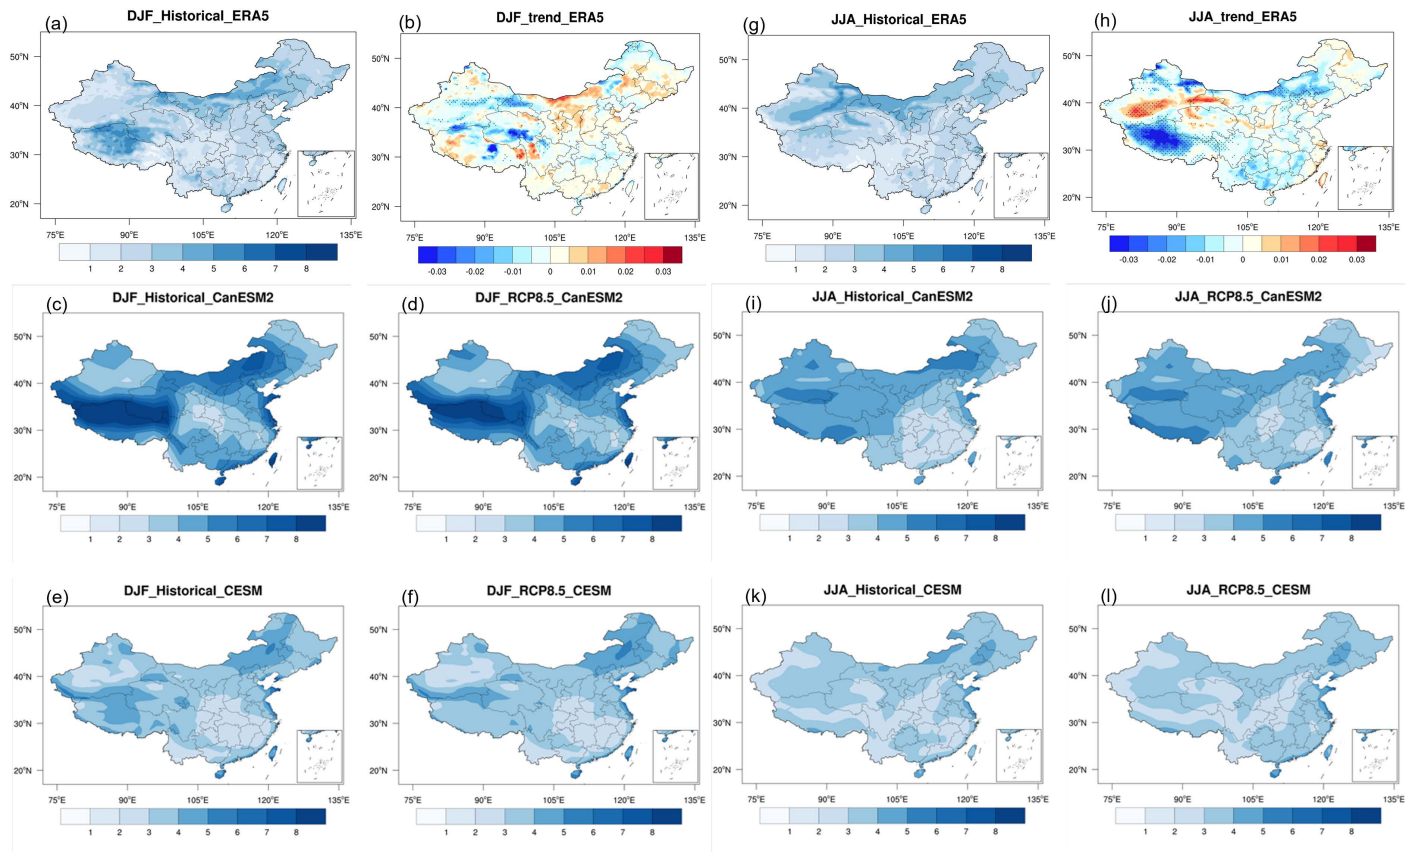 (a) DJF_Historical_ERA5
50°N
40°N
30°N
20°N
75°E 90°E 105°E 120°E 135°E
1 2 3 4 5 6 7 8
(b) DJF_trend_ERA5
50°N
40°N
30°N
20°N
75°E 90°E 105°E 120°E 135°E
-0.03 -0.02 -0.01 0 0.01 0.02 0.03
(g) JJA_Historical_ERA5
50°N
40°N
30°N
20°N
75°E 90°E 105°E 120°E 135°E
1 2 3 4 5 6 7 8
(h) JJA_trend_ERA5
50°N
40°N
30°N
20°N
75°E 90°E 105°E 120°E 135°E
-0.03 -0.02 -0.01 0 0.01 0.02 0.03
(c) DJF_Historical_CanESM2
50°N
40°N
30°N
20°N
75°E 90°E 105°E 120°E 135°E
1 2 3 4 5 6 7 8
(d) DJF_RCP8.5_CanESM2
50°N
40°N
30°N
20°N
75°E 90°E 105°E 120°E 135°E
1 2 3 4 5 6 7 8
(i) JJA_Historical_CanESM2
50°N
40°N
30°N
20°N
75°E 90°E 105°E 120°E 135°E
1 2 3 4 5 6 7 8
(j) JJA_RCP8.5_CanESM2
50°N
40°N
30°N
20°N
75°E 90°E 105°E 120°E 135°E
1 2 3 4 5 6 7 8
(e) DJF_Historical_CESM
50°N
40°N
30°N
20°N
75°E 90°E 105°E 120°E 135°E
1 2 3 4 5 6 7 8
(f) DJF_RCP8.5_CESM
50°N
40°N
30°N
20°N
75°E 90°E 105°E 120°E 135°E
1 2 3 4 5 6 7 8
(k) JJA_Historical_CESM
50°N
40°N
30°N
20°N
75°E 90°E 105°E 120°E 135°E
1 2 3 4 5 6 7 8
(l) JJA_RCP8.5_CESM
50°N
40°N
30°N
20°N
75°E 90°E 105°E 120°E 135°E
1 2 3 4 5 6 7 8